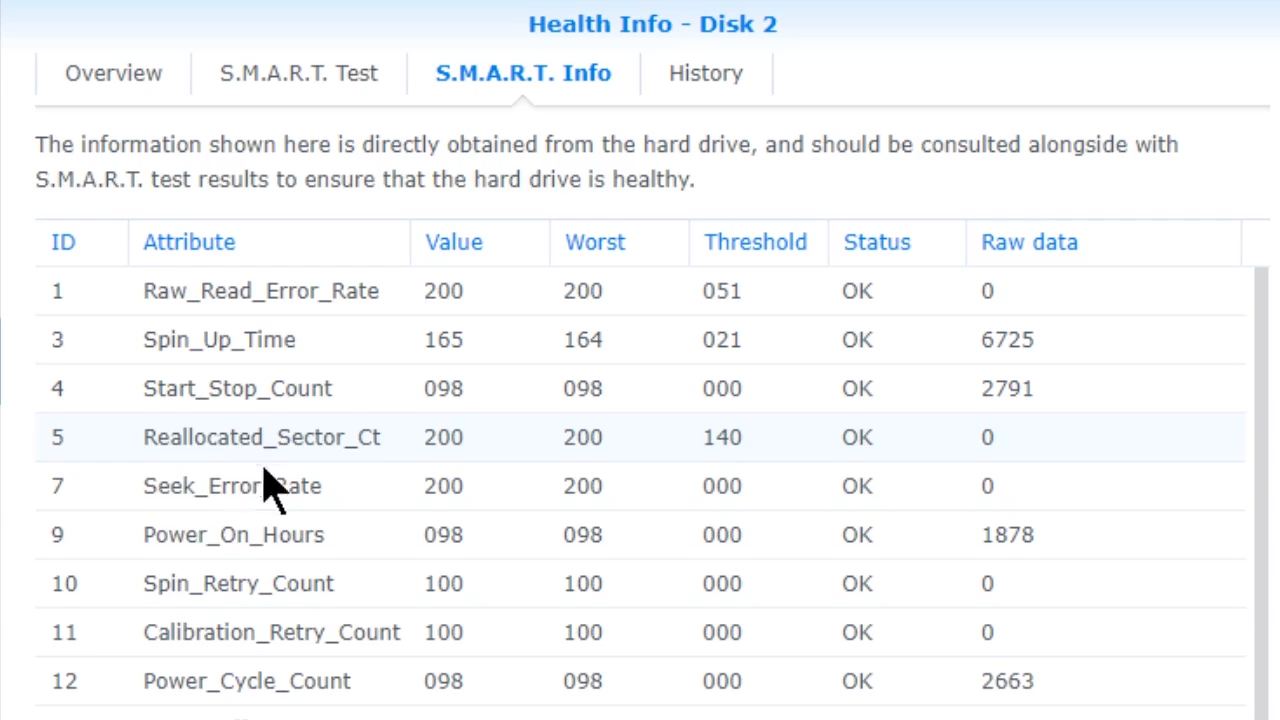 Health Info - Disk 2
Overview S.M.A.R.T. Test S.M.A.R.T. Info History
The information shown here is directly obtained from the hard drive, and should be consulted alongside with
S.M.A.R.T. test results to ensure that the hard drive is healthy.
ID Attribute Value Worst Threshold Status Raw data
1 Raw_Read_Error_Rate 200 200 051 OK 0
3 Spin_Up_Time 165 164 021 OK 6725
4 Start_Stop_Count 098 098 000 OK 2791
5 Reallocated_Sector_Ct 200 200 140 OK 0
7 Seek_Error_Rate 200 200 000 OK 0
9 Power_On_Hours 098 098 000 OK 1878
10 Spin_Retry_Count 100 100 000 OK 0
11 Calibration_Retry_Count 100 100 000 OK 0
12 Power_Cycle_Count 098 098 000 OK 2663